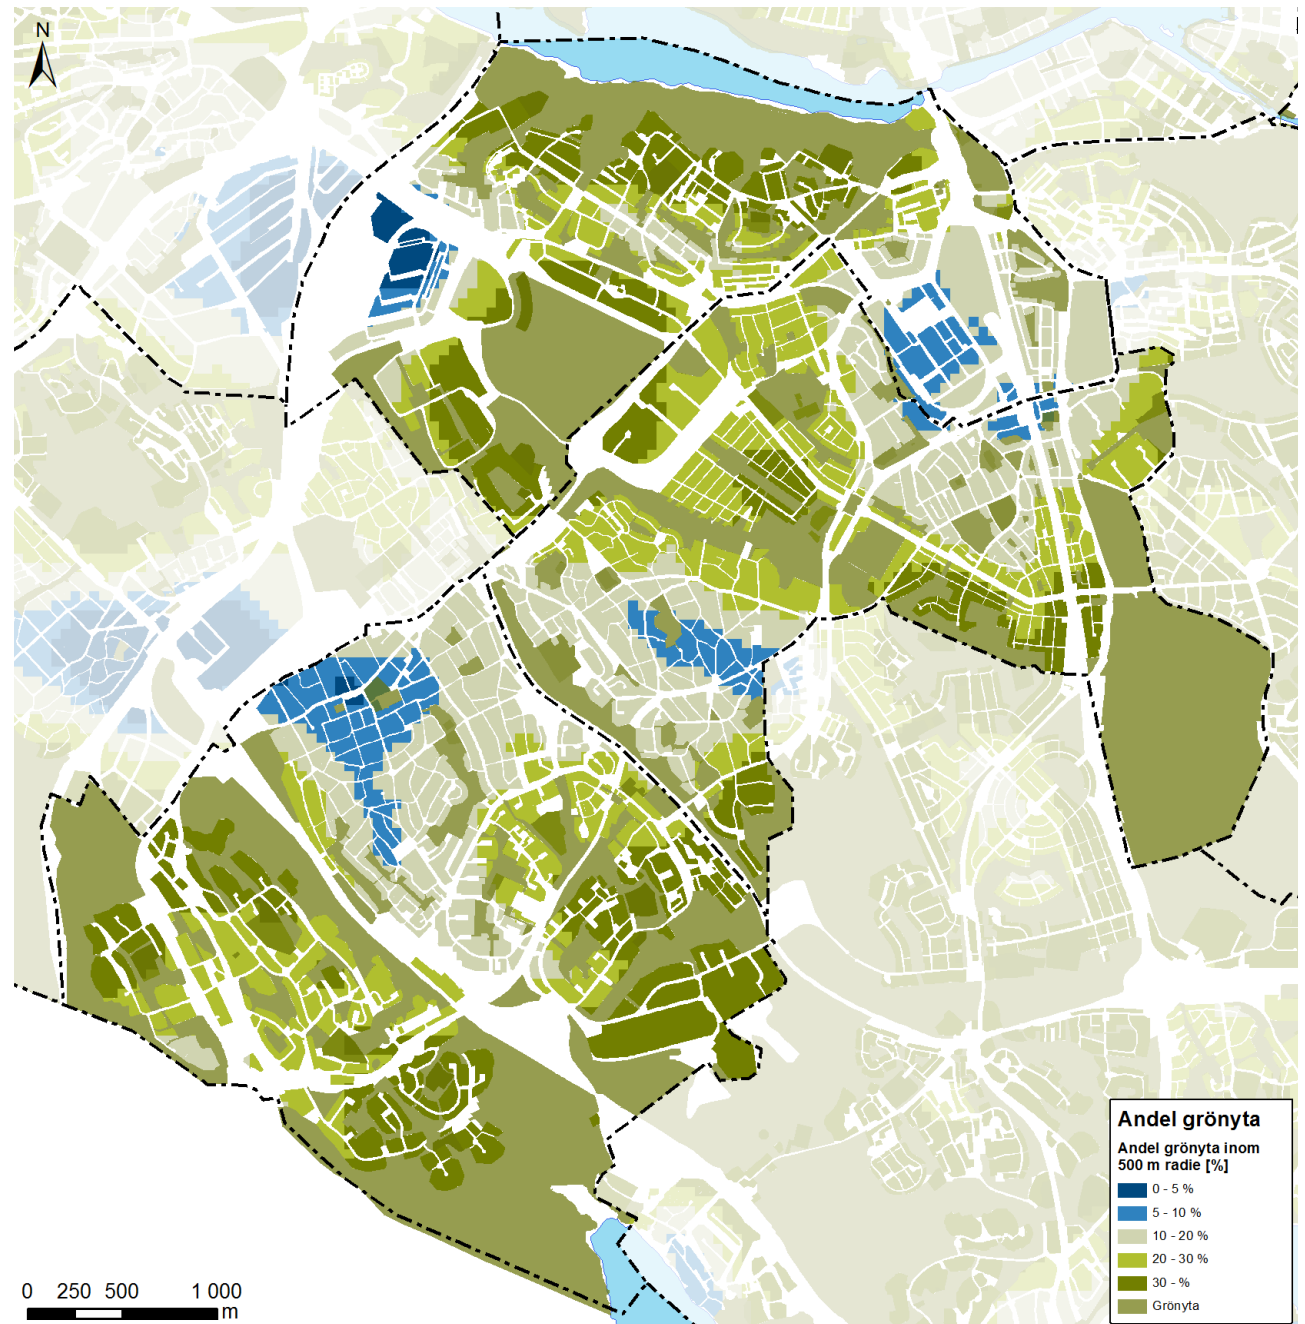 N
Andel grönyta
Andel grönyta inom
500 m radie [%]
0 - 5 %
5 - 10 %
10 - 20 %
20 - 30 %
30 - %
Grönyta
0 250 500 1 000
m